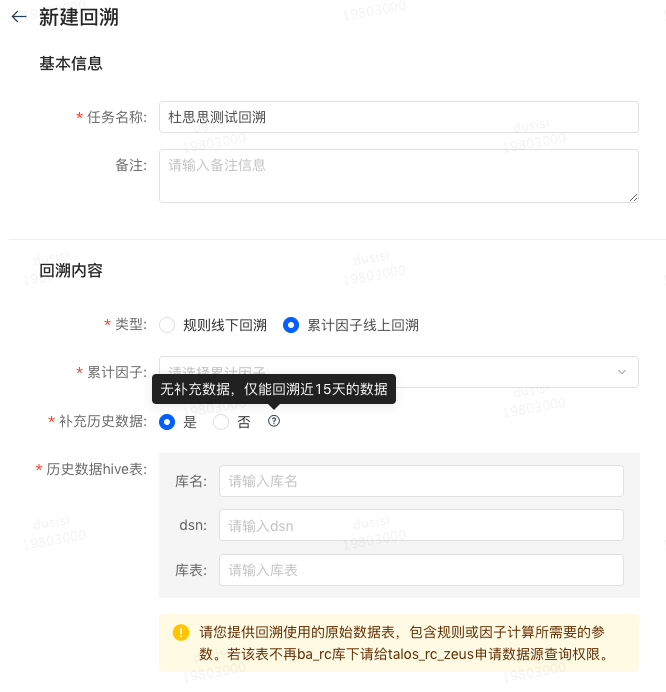 新建回溯
基本信息
* 任务名称: 杜思思测试回溯
备注: 请输入备注信息
回溯内容
* 类型: 规则线下回溯 累计因子线上回溯
* 累计因子: 请选择累计因子
无补充数据，仅能回溯近15天的数据
* 补充历史数据: 是 否
* 历史数据hive表:
库名: 请输入库名
dsn: 请输入dsn
库表: 请输入库表
请您提供回溯使用的原始数据表，包含规则或因子计算所需要的参
数。若该表不再ba_rc库下请给talos_rc_zeus申请数据源查询权限。
dusisi
19803000